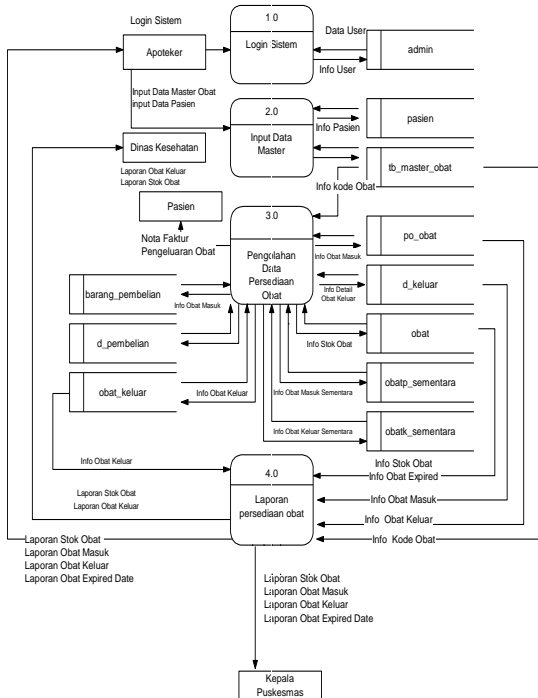 Login Sistem
1.0
Login Sistem
Apoteker
Data User
Info User
admin
Input Data Master Obat
input Data Pasien
2.0
Input Data
Master
Info Pasien
pasien
Dinas Kesehatan
Laporan Obat Keluar
Laporan Stok Obat
tb_master_obat
Info kode Obat
Pasien
Nota Faktur
Pengeluaran Obat
3.0
Pengolahan
Data
Persediaan
Obat
po_obat
Info Obat Masuk
barang_pembelian
Info Obat Masuk
d_keluar
Info Detail
Obat Keluar
d_pembelian
obat
Info Stok Obat
obat_keluar
Info Obat Keluar
obatp_sementara
Info Obat Masuk Sementara
obatk_sementara
Info Obat Keluar Sementara
Info Obat Keluar
4.0
Laporan
persediaan obat
Info Stok Obat
Info Obat Expired
Info Obat Masuk
Info Obat Keluar
Info Kode Obat
Laporan Stok Obat
Laporan Obat Keluar
Laporan Stok Obat
Laporan Obat Masuk
Laporan Obat Keluar
Laporan Obat Expired Date
Laporan Stok Obat
Laporan Obat Masuk
Laporan Obat Keluar
Laporan Obat Expired Date
Kepala
Puskesmas